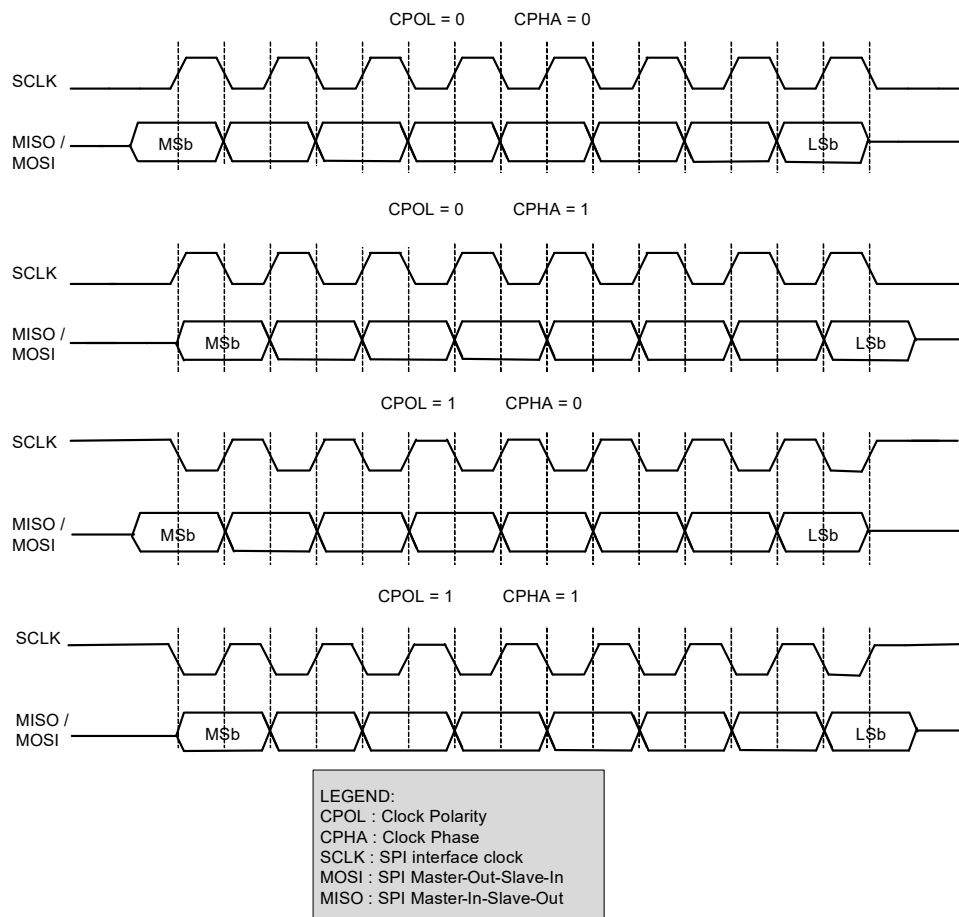 CPOL = 0 CPHA = 0
SCLK
MISO /
MOSI
MSb LSb
CPOL = 0 CPHA = 1
SCLK
MISO /
MOSI
MSb LSb
CPOL = 1 CPHA = 0
SCLK
MISO /
MOSI
MSb LSb
CPOL = 1 CPHA = 1
SCLK
MISO /
MOSI
MSb LSb
LEGEND:
CPOL : Clock Polarity
CPHA : Clock Phase
SCLK : SPI interface clock
MOSI : SPI Master-Out-Slave-In
MISO : SPI Master-In-Slave-Out